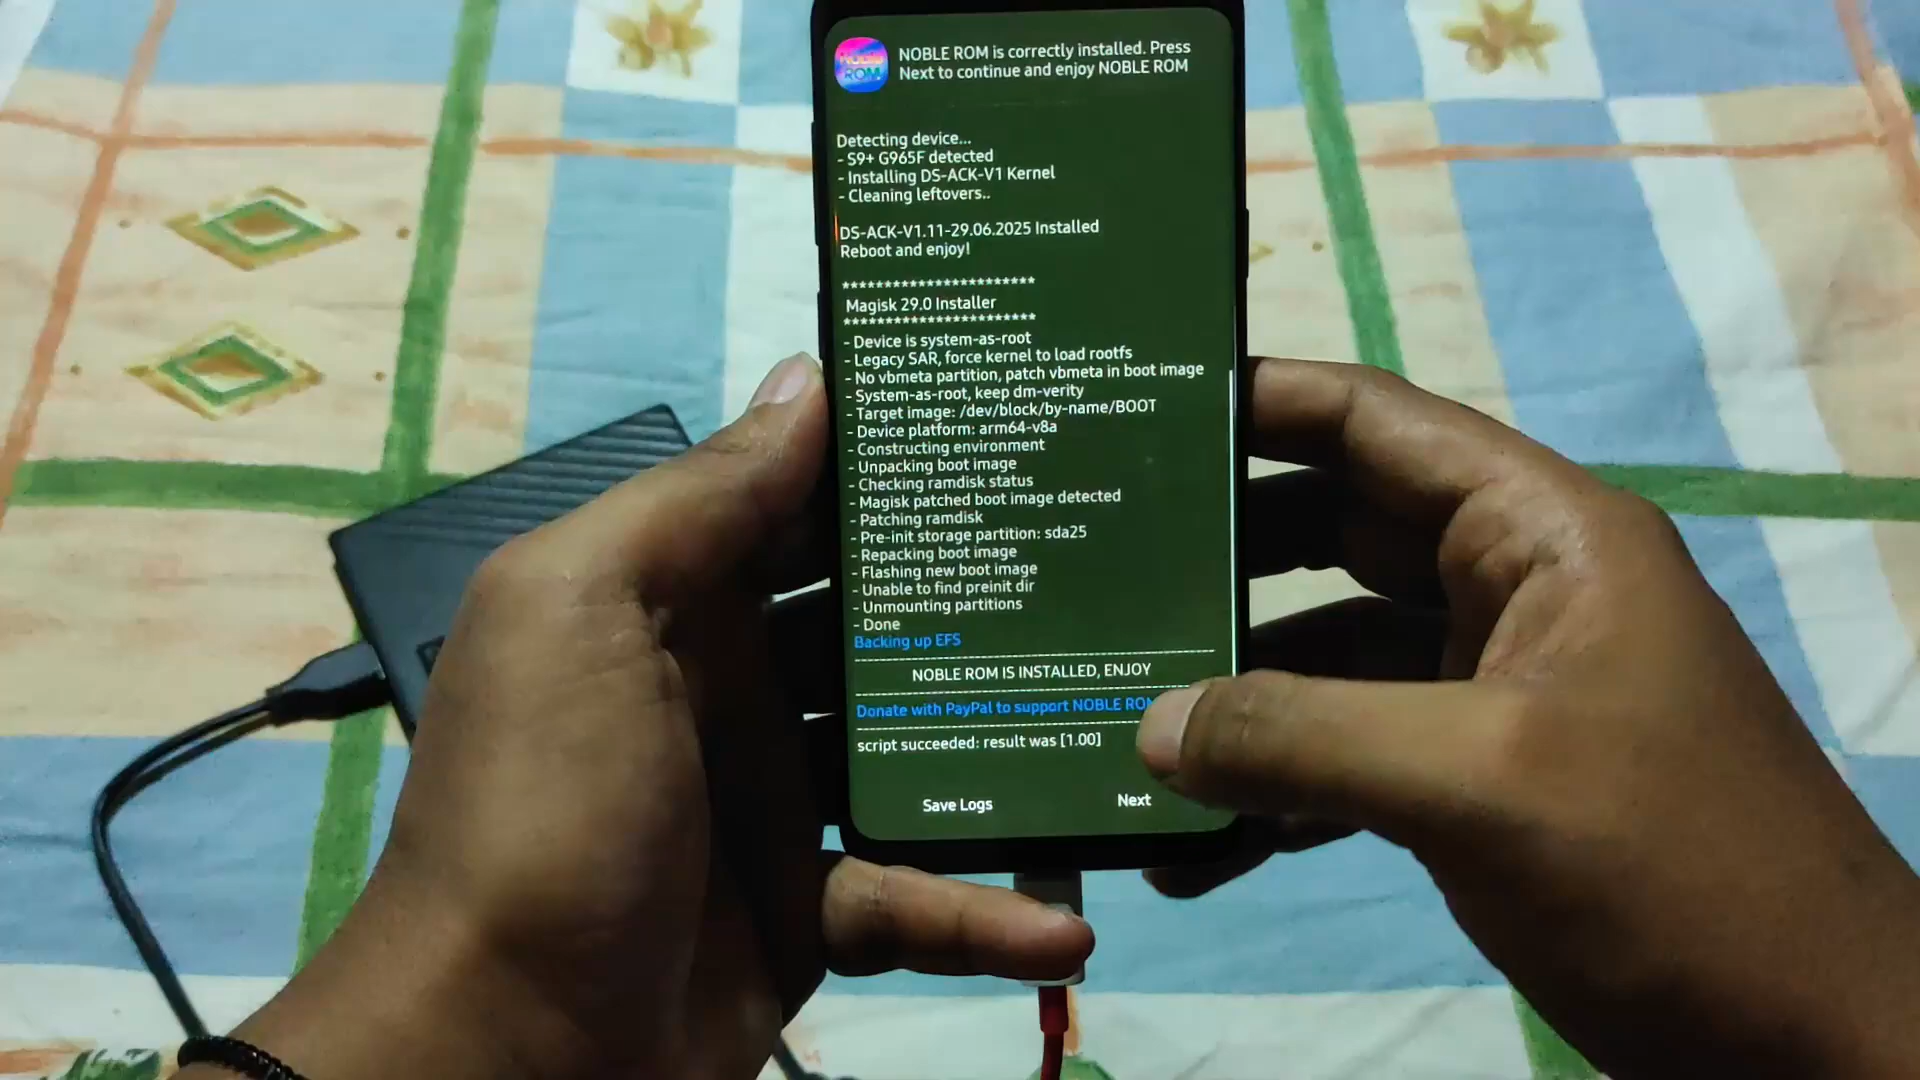 NOBLE ROM
NOBLE ROM is correctly installed. Press
Next to continue and enjoy NOBLE ROM
Detecting device...
- S9+ G965F detected
- Installing DS-ACK-V1 Kernel
- Cleaning leftovers..
DS-ACK-V1.11-29.06.2025 Installed
Reboot and enjoy!
***********************
Magisk 29.0 Installer
***********************
- Device is system-as-root
- Legacy SAR, force kernel to load rootfs
- No vbmeta partition, patch vbmeta in boot image
- System-as-root, keep dm-verity
- Target image: /dev/block/by-name/BOOT
- Device platform: arm64-v8a
- Constructing environment
- Unpacking boot image
- Checking ramdisk status
- Magisk patched boot image detected
- Patching ramdisk
- Pre-init storage partition: sda25
- Repacking boot image
- Flashing new boot image
- Unable to find preinit dir
- Unmounting partitions
- Done
Backing up EFS
NOBLE ROM IS INSTALLED, ENJOY
Donate with PayPal to support NOBLE ROM
script succeeded: result was [1.00]
Save Logs Next